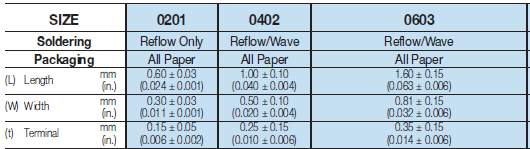 SIZE 0201 0402 0603
Soldering Reflow Only Reflow/Wave Reflow/Wave
Packaging All Paper All Paper All Paper
(L) Length mm 0.60 ± 0.03 1.00 ± 0.10 1.60 ± 0.15
(in.) (0.024 ± 0.001) (0.040 ± 0.004) (0.063 ± 0.006)
(W) Width mm 0.30 ± 0.03 0.50 ± 0.10 0.81 ± 0.15
(in.) (0.011 ± 0.001) (0.020 ± 0.004) (0.032 ± 0.006)
(t) Terminal mm 0.15 ± 0.05 0.25 ± 0.15 0.35 ± 0.15
(in.) (0.006 ± 0.002) (0.010 ± 0.006) (0.014 ± 0.006)